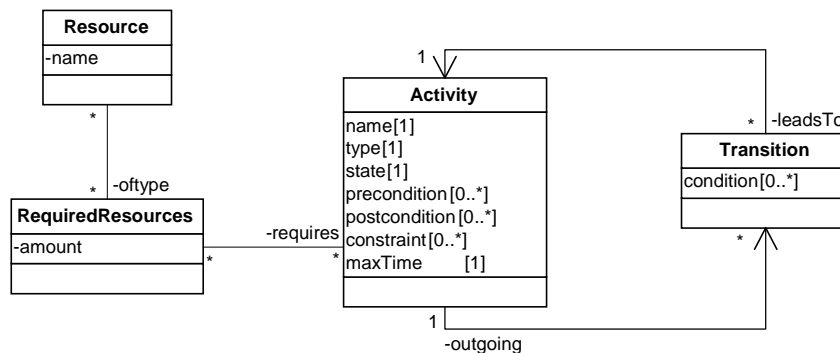 Resource
-name
*
*
-oftype
RequiredResources
-amount
*
-requires
*
Activity
name[1]
type[1]
state[1]
precondition[0..*]
postcondition[0..*]
constraint[0..*]
maxTime [1]
1
1
-outgoing
*
-leadsTo
Transition
condition[0..*]
*